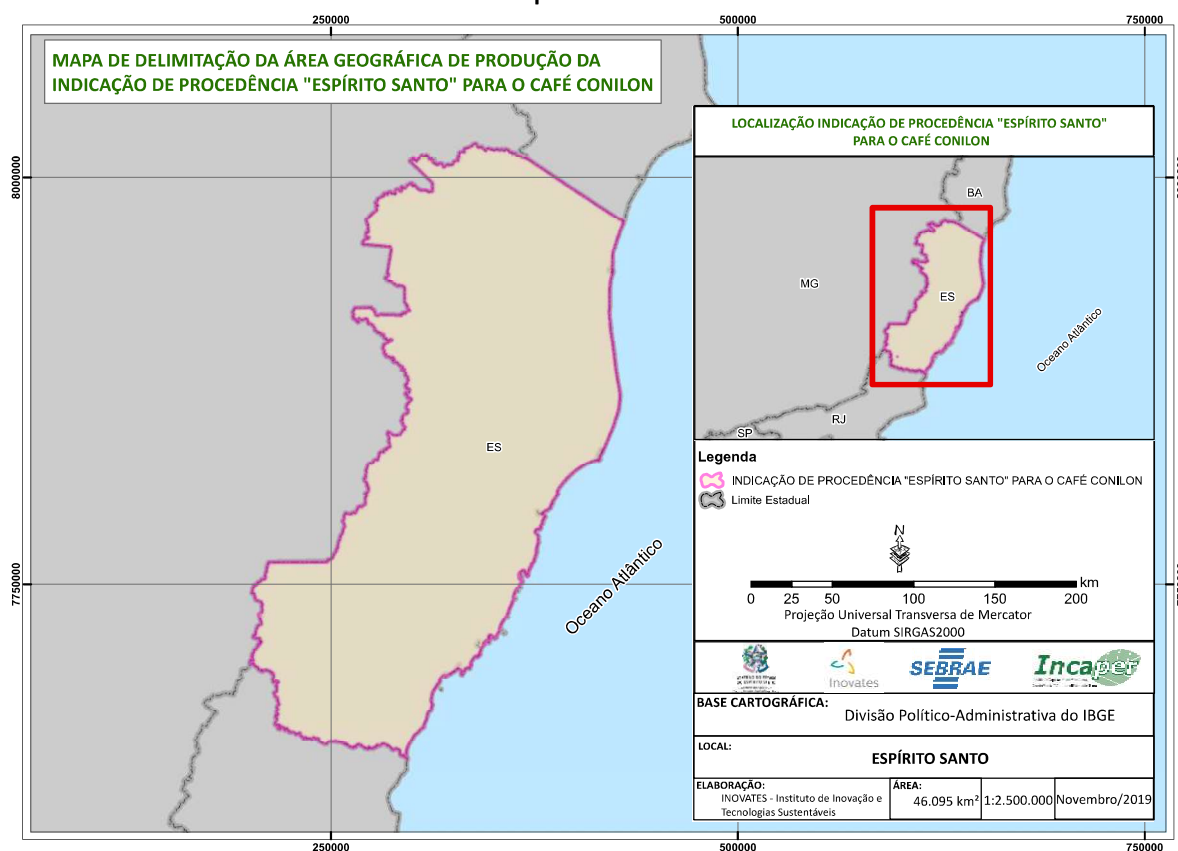 250000
500000
750000
MAPA DE DELIMITAÇÃO DA ÁREA GEOGRÁFICA DE PRODUÇÃO DA
INDICAÇÃO DE PROCEDÊNCIA "ESPÍRITO SANTO" PARA O CAFÉ CONILON
LOCALIZAÇÃO INDICAÇÃO DE PROCEDÊNCIA "ESPÍRITO SANTO"
PARA O CAFÉ CONILON
8000000
BA
MG
ES
Oceano Atlântico
RJ
SP
ES
Oceano Atlântico
Legenda
INDICAÇÃO DE PROCEDÊNCIA "ESPÍRITO SANTO" PARA O CAFÉ CONILON
Limite Estadual
N
km
0 25 50 100 150 200
Projeção Universal Transversa de Mercator
Datum SIRGAS2000
7750000
Inovates
SEBRAE
Incaper
BASE CARTOGRÁFICA:
Divisão Político-Administrativa do IBGE
LOCAL:
ESPÍRITO SANTO
ELABORAÇÃO:
INOVATES - Instituto de Inovação e
Tecnologias Sustentáveis
ÁREA:
46.095 km²
1:2.500.000
Novembro/2019
250000
500000
750000